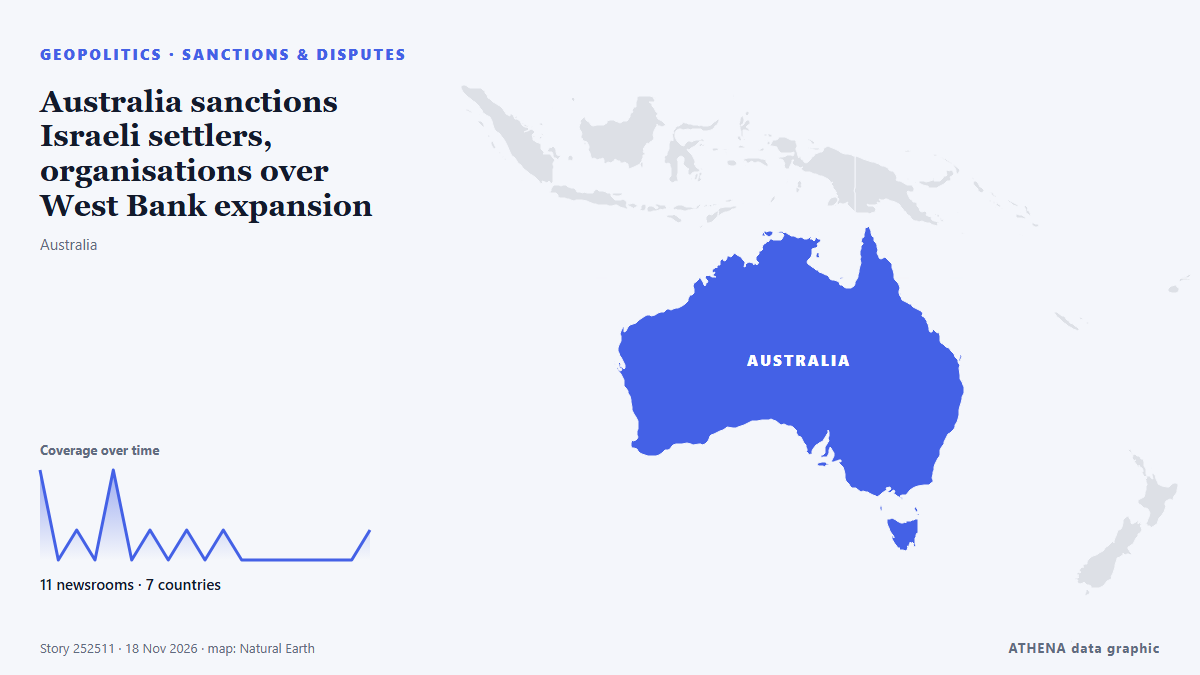 GEOPOLITICS · SANCTIONS & DISPUTES
Australia sanctions
Israeli settlers,
organisations over
West Bank expansion
Australia
AUSTRALIA
Coverage over time
11 newsrooms · 7 countries
Story 252511 · 18 Nov 2026 · map: Natural Earth
ATHENA data graphic